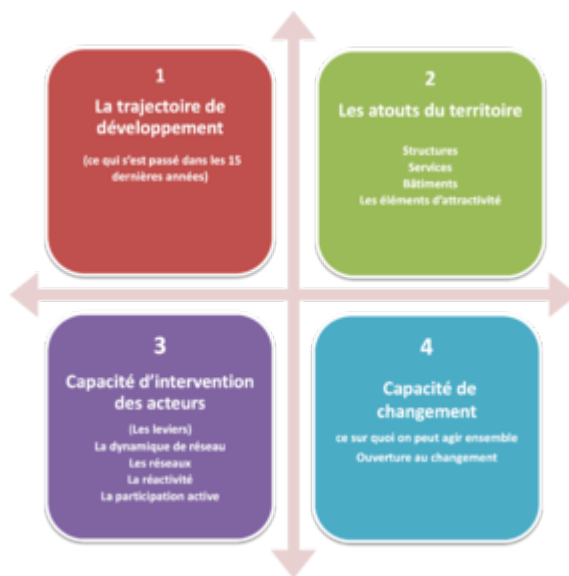 1
La trajectoire de
développement
(ce qui s'est passé dans les 15
dernières années)
2
Les atouts du territoire
Structures
Services
Bâtiments
Les éléments d'attractivité
3
Capacité d'intervention
des acteurs
(Les leviers)
La dynamique de réseau
Les réseaux
La réactivité
La participation active
4
Capacité de
changement
ce sur quoi on peut agir ensemble
Ouverture au changement